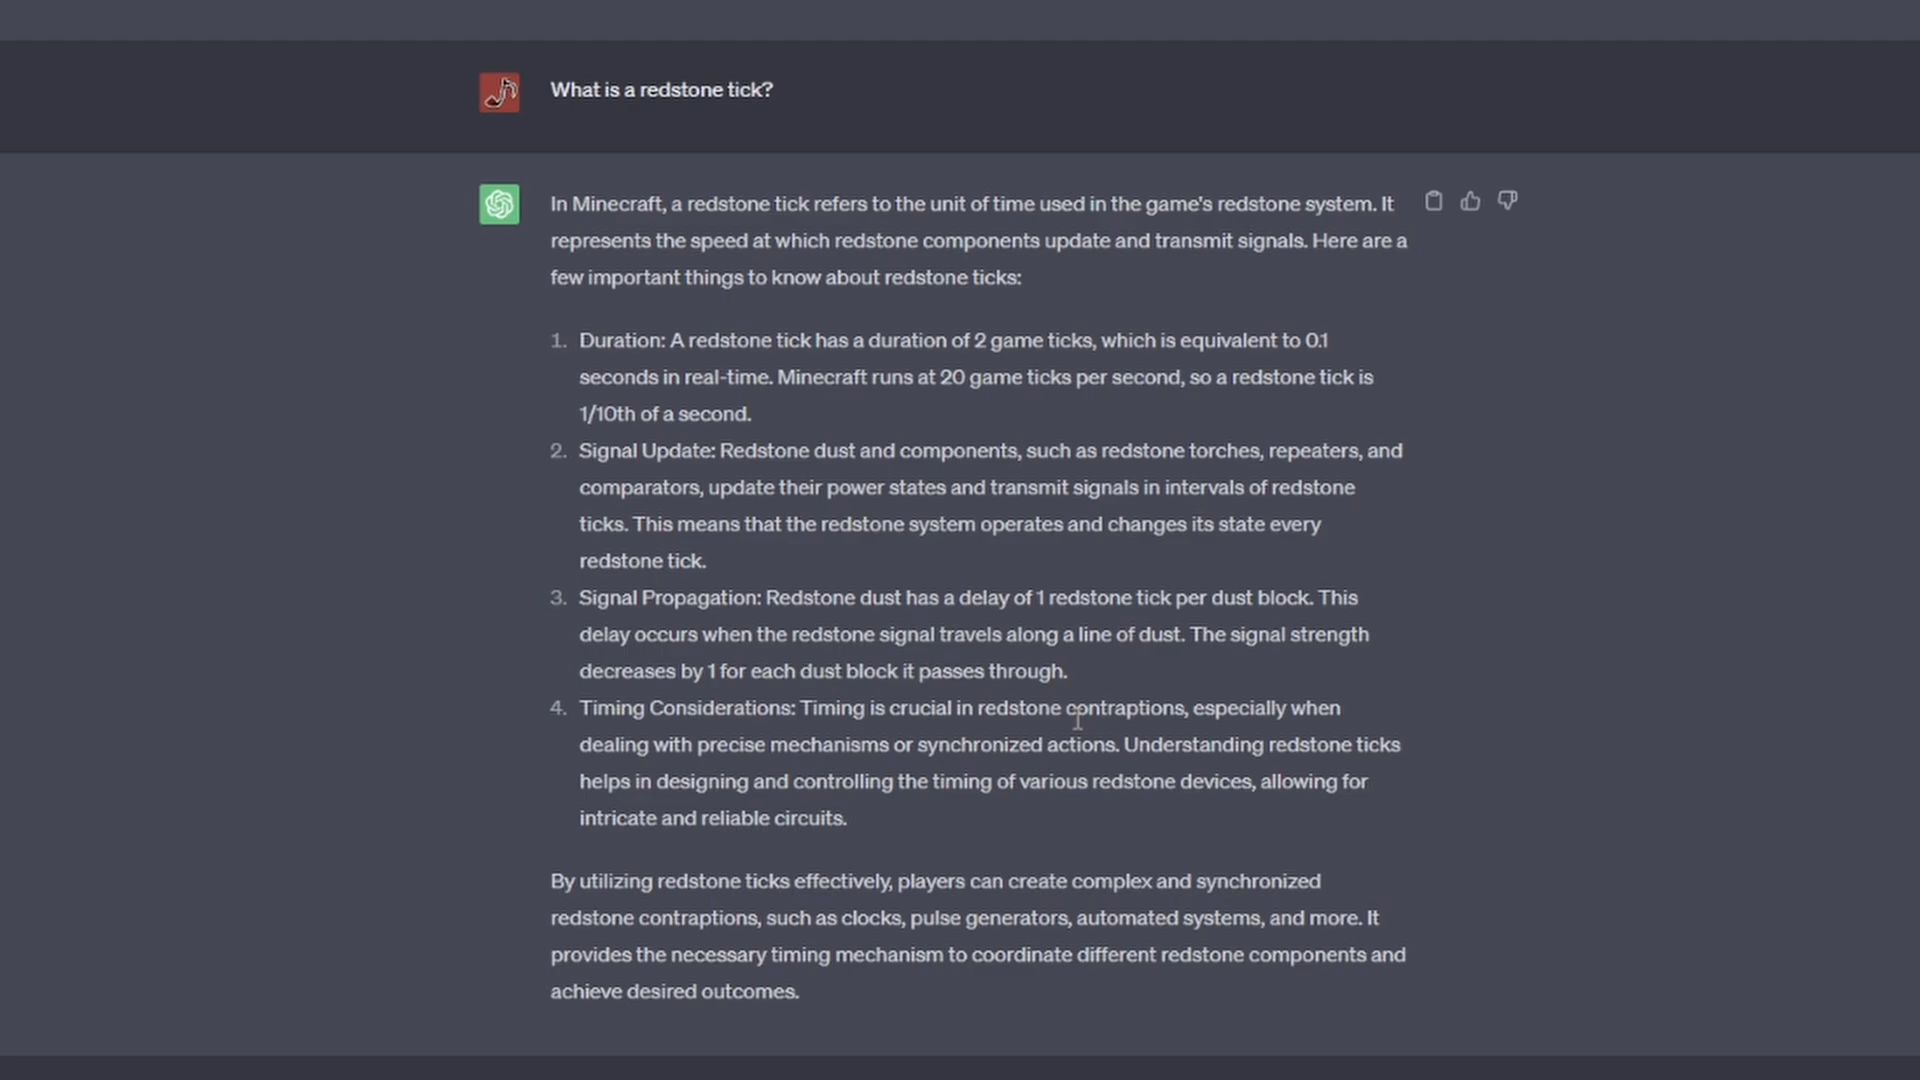 What is a redstone tick?
In Minecraft, a redstone tick refers to the unit of time used in the game's redstone system. It
represents the speed at which redstone components update and transmit signals. Here are a
few important things to know about redstone ticks:
1. Duration: A redstone tick has a duration of 2 game ticks, which is equivalent to 0.1
seconds in real-time. Minecraft runs at 20 game ticks per second, so a redstone tick is
1/10th of a second.
2. Signal Update: Redstone dust and components, such as redstone torches, repeaters, and
comparators, update their power states and transmit signals in intervals of redstone
ticks. This means that the redstone system operates and changes its state every
redstone tick.
3. Signal Propagation: Redstone dust has a delay of 1 redstone tick per dust block. This
delay occurs when the redstone signal travels along a line of dust. The signal strength
decreases by 1 for each dust block it passes through.
4. Timing Considerations: Timing is crucial in redstone contraptions, especially when
dealing with precise mechanisms or synchronized actions. Understanding redstone ticks
helps in designing and controlling the timing of various redstone devices, allowing for
intricate and reliable circuits.
By utilizing redstone ticks effectively, players can create complex and synchronized
redstone contraptions, such as clocks, pulse generators, automated systems, and more. It
provides the necessary timing mechanism to coordinate different redstone components and
achieve desired outcomes.